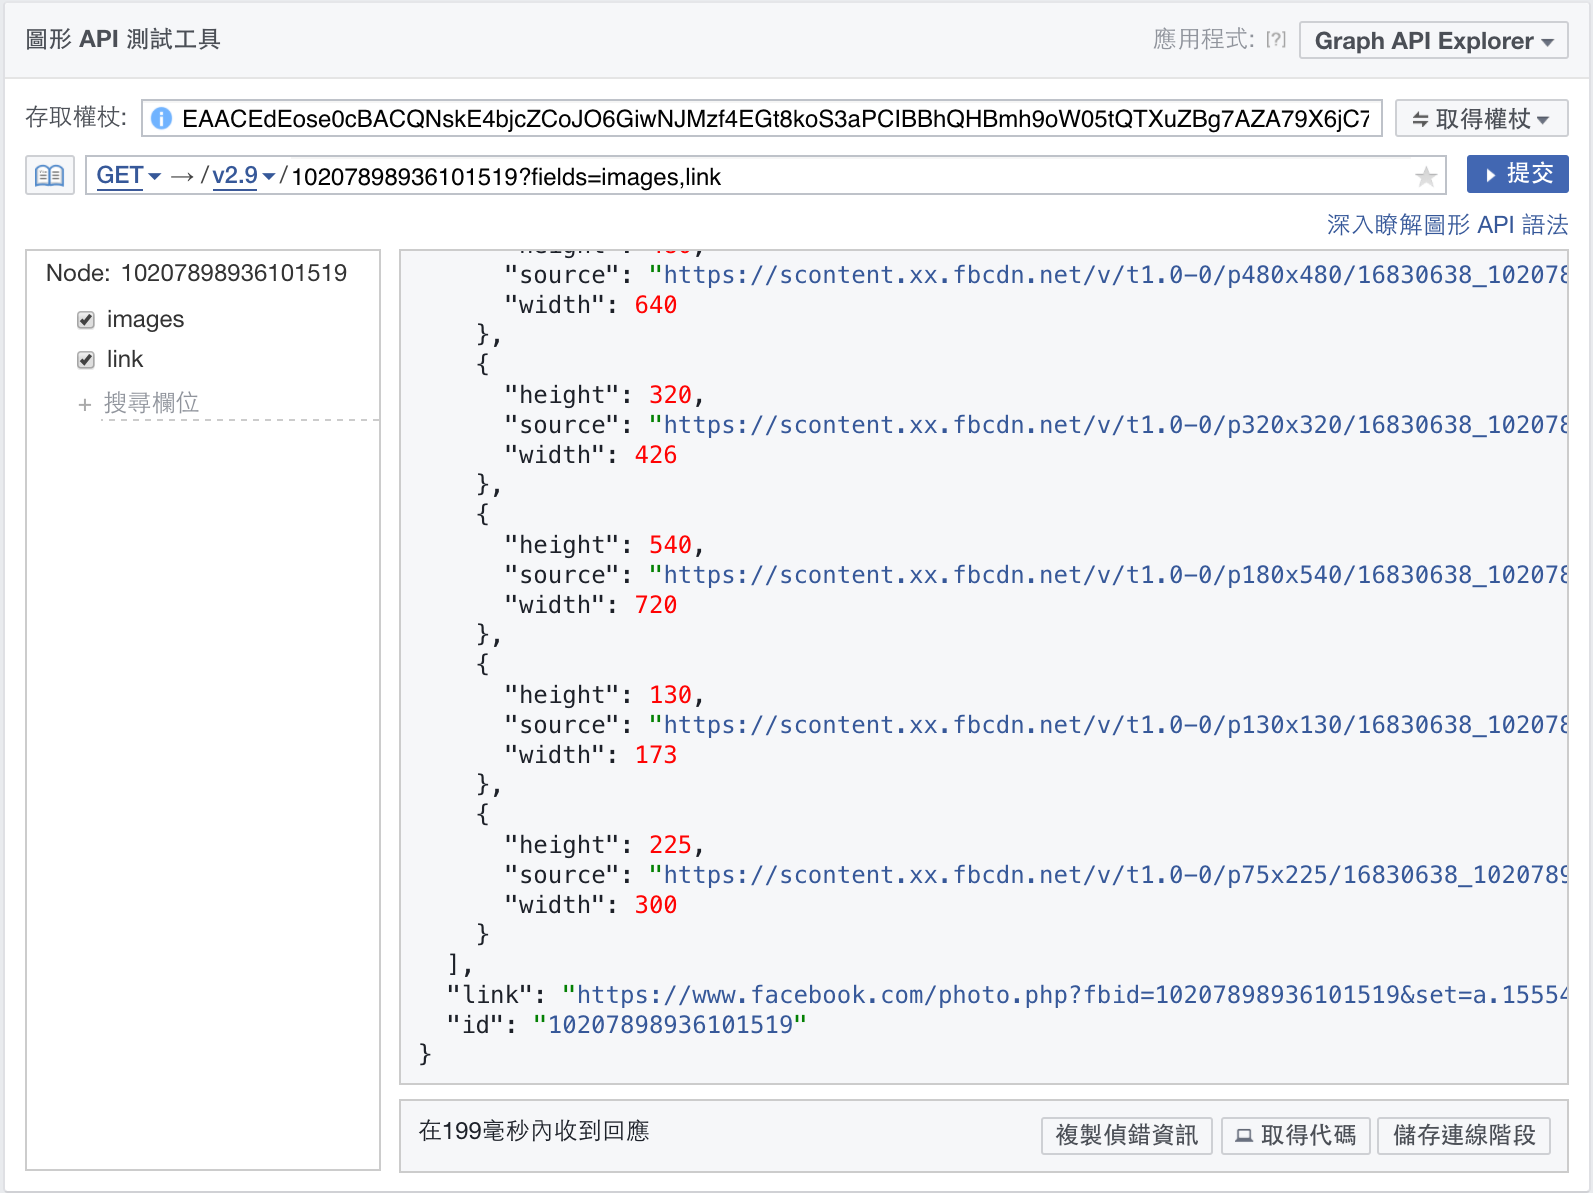 圖形 API 測試工具
應用程式: [?] Graph API Explorer
存取權杖: EAACEdEose0cBACQNskE4bjcZCoJO6GiwNJMzf4EGt8koS3aPCIBBhQHBmh9oW05tQTXuZBg7AZA79X6jC7 取得權杖
GET → / v2.9 / 10207898936101519?fields=images,link 提交
深入瞭解圖形 API 語法
Node: 10207898936101519
images
link
+ 搜尋欄位
"source": "https://scontent.xx.fbcdn.net/v/t1.0-0/p480x480/16830638_102078
"width": 640
},
{
"height": 320,
"source": "https://scontent.xx.fbcdn.net/v/t1.0-0/p320x320/16830638_102078
"width": 426
},
{
"height": 540,
"source": "https://scontent.xx.fbcdn.net/v/t1.0-0/p180x540/16830638_102078
"width": 720
},
{
"height": 130,
"source": "https://scontent.xx.fbcdn.net/v/t1.0-0/p130x130/16830638_102078
"width": 173
},
{
"height": 225,
"source": "https://scontent.xx.fbcdn.net/v/t1.0-0/p75x225/16830638_1020789
"width": 300
}
],
"link": "https://www.facebook.com/photo.php?fbid=10207898936101519&set=a.15554
"id": "10207898936101519"
}
在199毫秒內收到回應
複製偵錯資訊 取得代碼 儲存連線階段